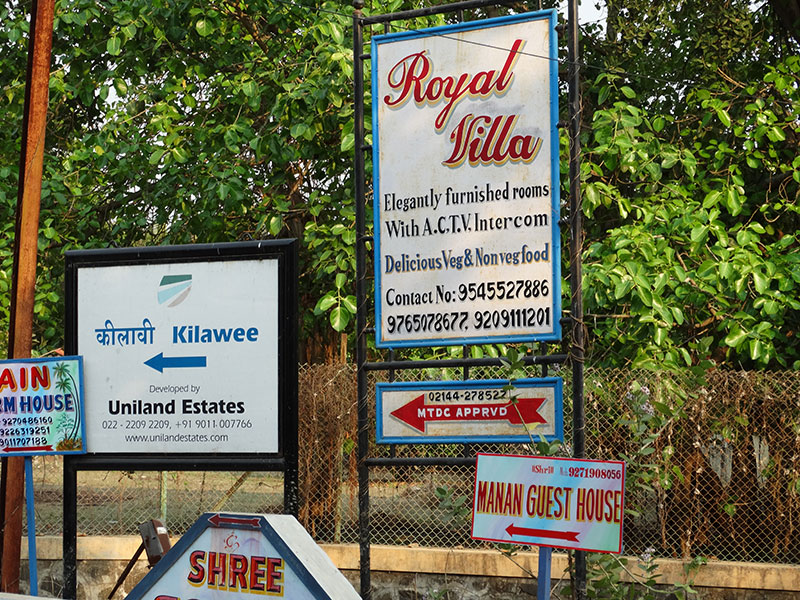 Royal
Villa
Elegantly furnished rooms
With A.C.T.V. Intercom
Delicious Veg & Non veg food
Contact No: 9545527886
9765078677, 9209111201
02144-278522
MTDC APPRVD
कीलावी Kilawee
Developed by
Uniland Estates
022 - 2209 2209, +91 9011 007766
www.unilandestates.com
AIN
RM HOUSE
9270486160
9226319251
9011707188
9271908056
MANAN GUEST HOUSE
SHREE